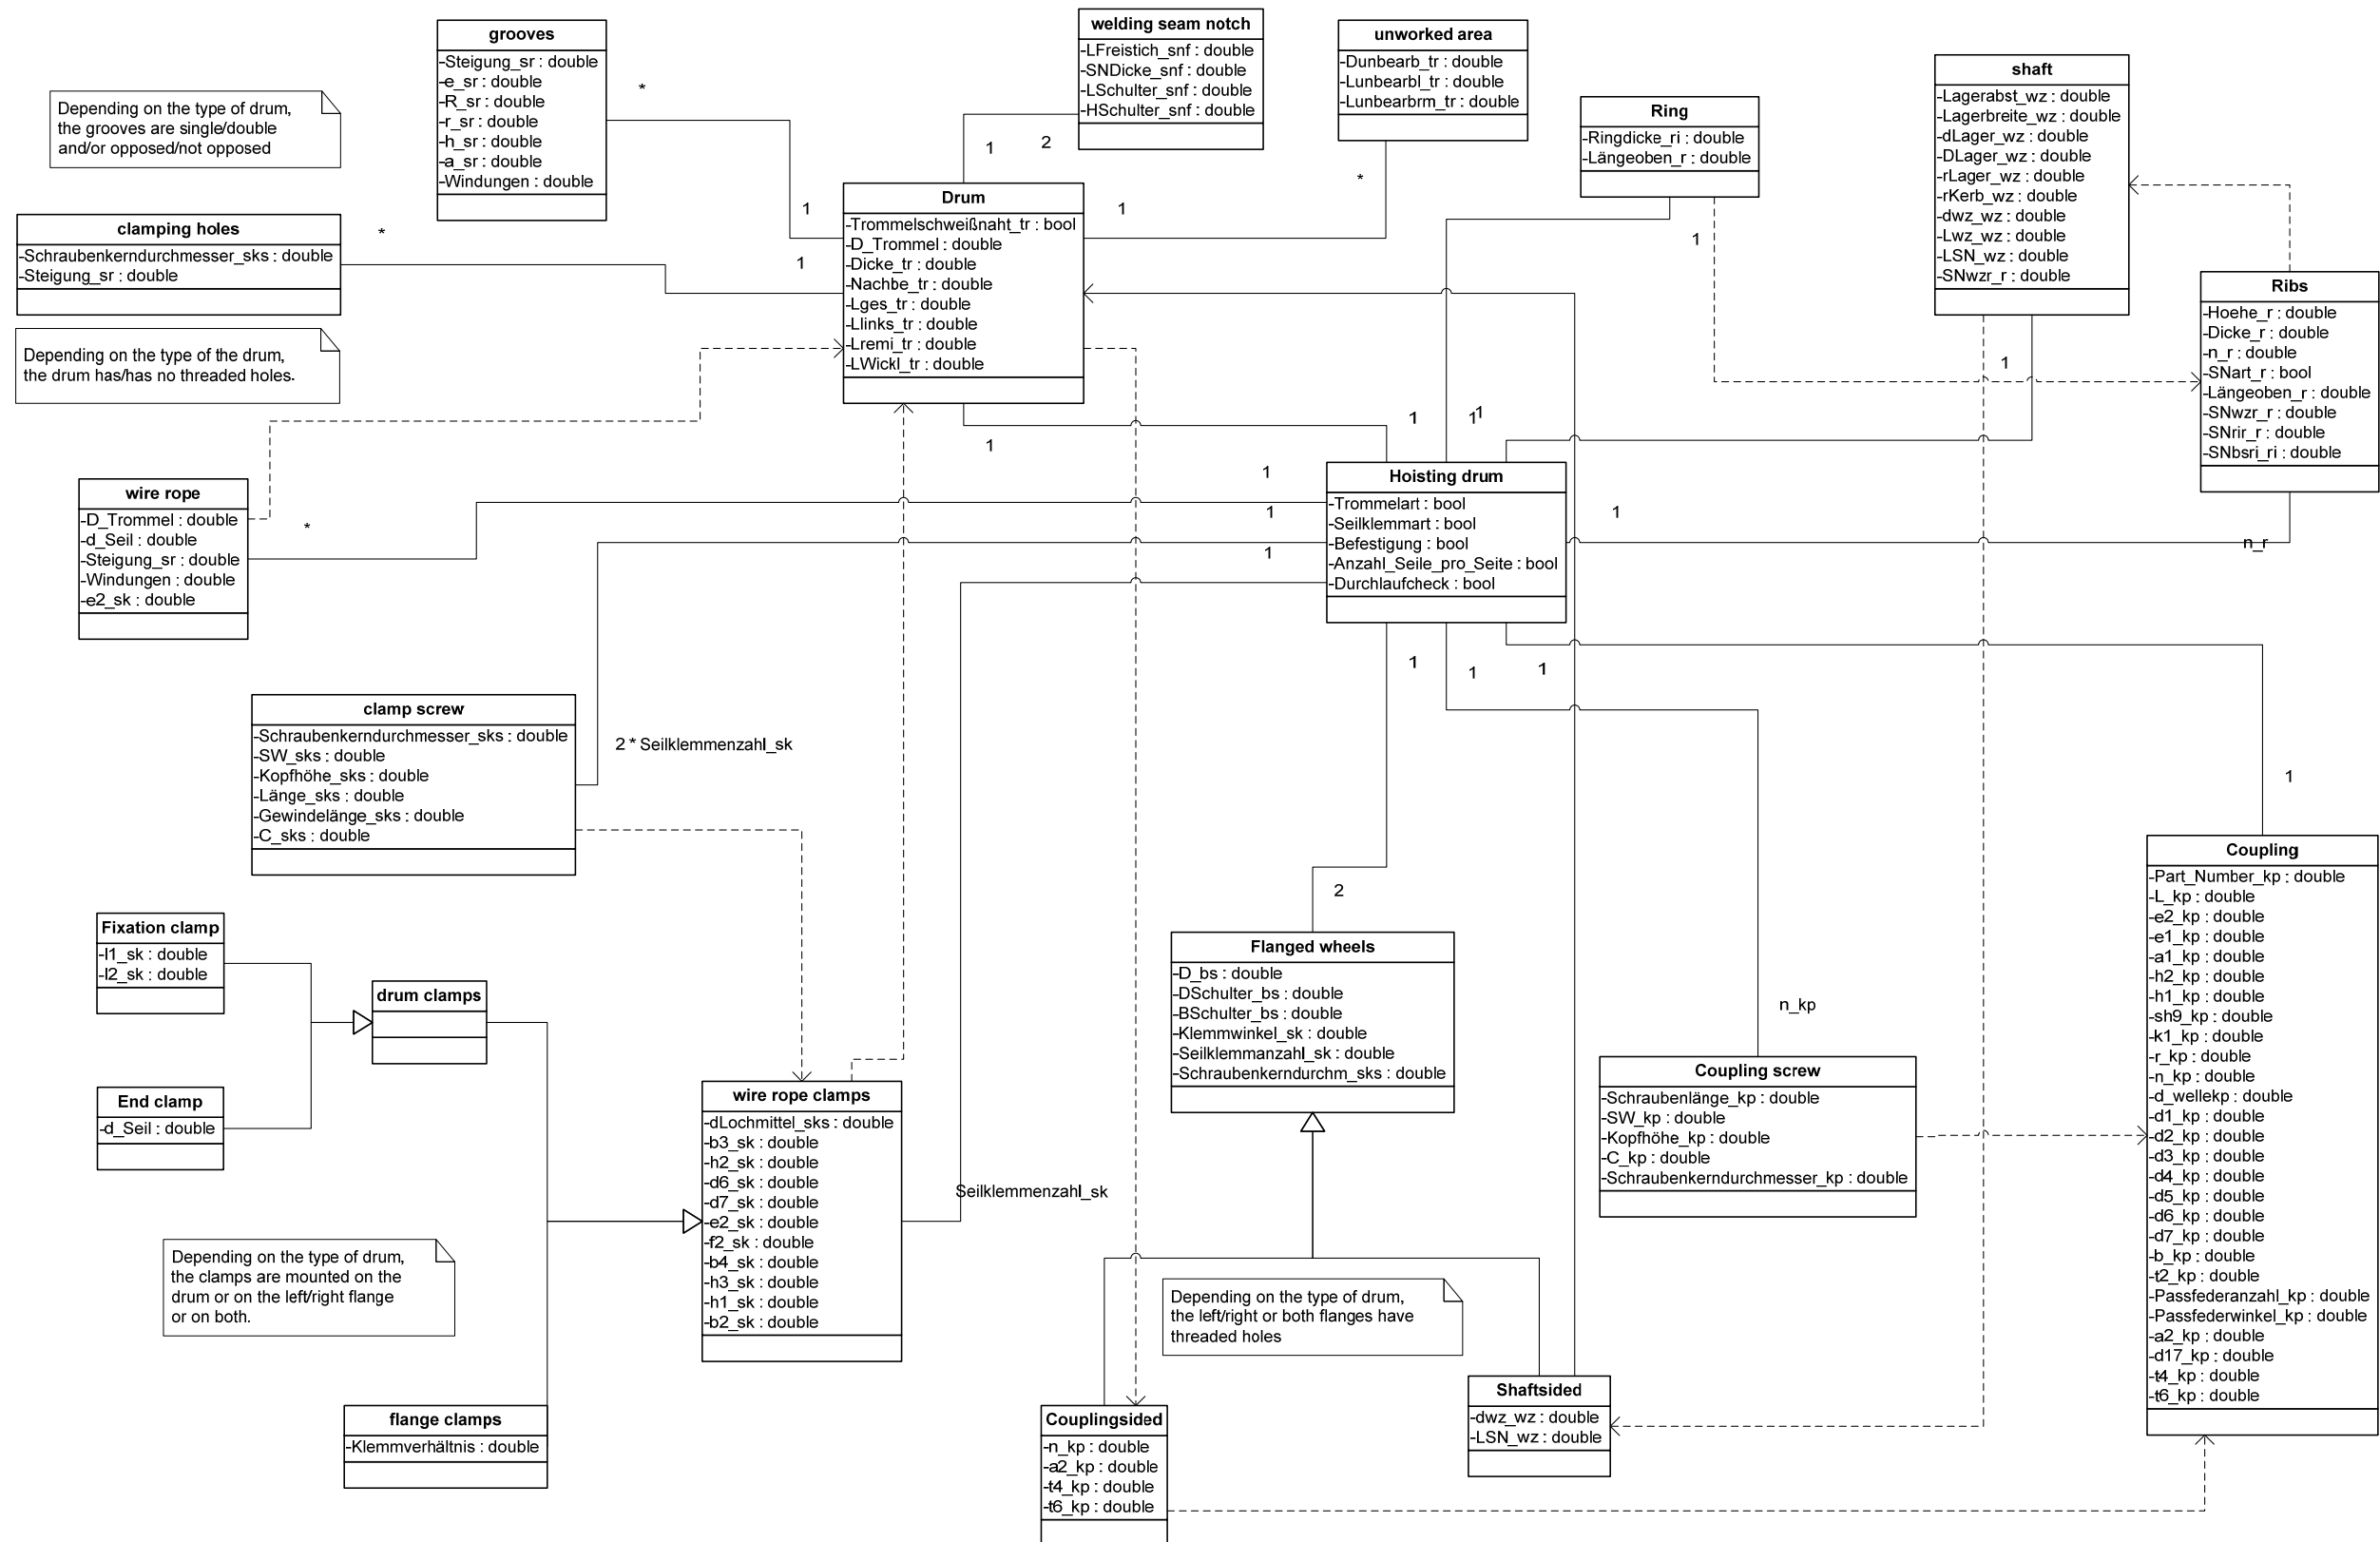 grooves
-Steigung_sr : double
-e_sr : double
-R_sr : double
-r_sr : double
-h_sr : double
-a_sr : double
-Windungen : double
*
1
welding seam notch
-LFreistich_snf : double
-SNDicke_snf : double
-LSchulter_snf : double
-HSchulter_snf : double
1
2
unworked area
-Dunbearb_tr : double
-Lunbearbl_tr : double
-Lunbearbrm_tr : double
*
1
Ring
-Ringdicke_ri : double
-Längeoben_r : double
1
shaft
-Lagerabst_wz : double
-Lagerbreite_wz : double
-dLager_wz : double
-DLager_wz : double
-rLager_wz : double
-rKerb_wz : double
-dwz_wz : double
-Lwz_wz : double
-LSN_wz : double
-SNwzr_r : double
1
Depending on the type of drum,
the grooves are single/double
and/or opposed/not opposed
clamping holes
-Schraubenkerndurchmesser_sks : double
-Steigung_sr : double
*
1
Depending on the type of the drum,
the drum has/has no threaded holes.
Drum
-Trommelschweißnaht_tr : bool
-D_Trommel : double
-Dicke_tr : double
-Nachbe_tr : double
-Lges_tr : double
-Llinks_tr : double
-Lremi_tr : double
-LWickl_tr : double
1
1
1
1
Ribs
-Hoehe_r : double
-Dicke_r : double
-n_r : double
-SNart_r : bool
-Längeoben_r : double
-SNwzr_r : double
-SNrir_r : double
-SNbsri_ri : double
1
n_r
wire rope
-D_Trommel : double
-d_Seil : double
-Steigung_sr : double
-Windungen : double
-e2_sk : double
*
1
1
1
Hoisting drum
-Trommelart : bool
-Seilklemmart : bool
-Befestigung : bool
-Anzahl_Seile_pro_Seite : bool
-Durchlaufcheck : bool
1
1
1
clamp screw
-Schraubenkerndurchmesser_sks : double
-SW_sks : double
-Kopfhöhe_sks : double
-Länge_sks : double
-Gewindelänge_sks : double
-C_sks : double
2 * Seilklemmenzahl_sk
1
2
Fixation clamp
-l1_sk : double
-l2_sk : double
drum clamps
End clamp
-d_Seil : double
Depending on the type of drum,
the clamps are mounted on the
drum or on the left/right flange
or on both.
flange clamps
-Klemmverhältnis : double
wire rope clamps
-dLochmittel_sks : double
-b3_sk : double
-h2_sk : double
-d6_sk : double
-d7_sk : double
-e2_sk : double
-f2_sk : double
-b4_sk : double
-h3_sk : double
-h1_sk : double
-b2_sk : double
Seilklemmenzahl_sk
Flanged wheels
-D_bs : double
-DSchulter_bs : double
-BSchulter_bs : double
-Klemmwinkel_sk : double
-Seilklemmanzahl_sk : double
-Schraubenkerndurchm_sks : double
Depending on the type of drum,
the left/right or both flanges have
threaded holes
Couplingsided
-n_kp : double
-a2_kp : double
-t4_kp : double
-t6_kp : double
Shaftsided
-dwz_wz : double
-LSN_wz : double
n_kp
Coupling screw
-Schraubenlänge_kp : double
-SW_kp : double
-Kopfhöhe_kp : double
-C_kp : double
-Schraubenkerndurchmesser_kp : double
Coupling
-Part_Number_kp : double
-L_kp : double
-e2_kp : double
-e1_kp : double
-a1_kp : double
-h2_kp : double
-h1_kp : double
-sh9_kp : double
-k1_kp : double
-r_kp : double
-n_kp : double
-d_wellekp : double
-d1_kp : double
-d2_kp : double
-d3_kp : double
-d4_kp : double
-d5_kp : double
-d6_kp : double
-d7_kp : double
-b_kp : double
-t2_kp : double
-Passfederanzahl_kp : double
-Passfederwinkel_kp : double
-a2_kp : double
-d17_kp : double
-t4_kp : double
-t6_kp : double